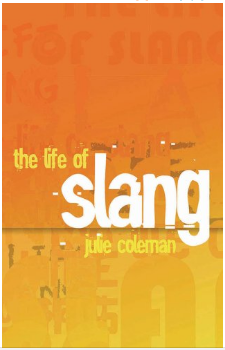 the life of
slang
julie coleman